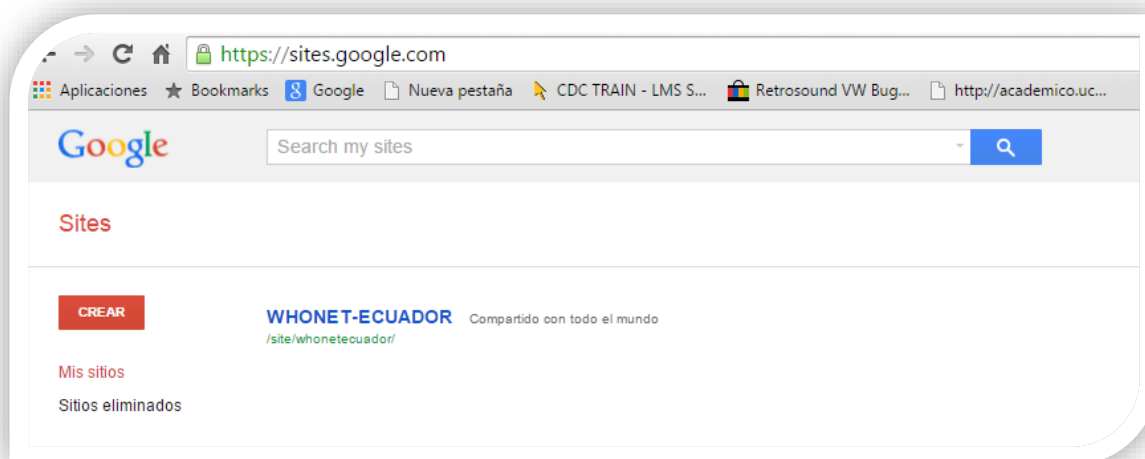 https://sites.google.com
Aplicaciones Bookmarks 8 Google Nueva pestaña CDC TRAIN - LMS S... Retrosound VW Bug... http://academico.uc...
Google Search my sites
Sites
CREAR
WHONET-ECUADOR Compartido con todo el mundo
/site/whonetecuador/
Mis sitios
Sitios eliminados